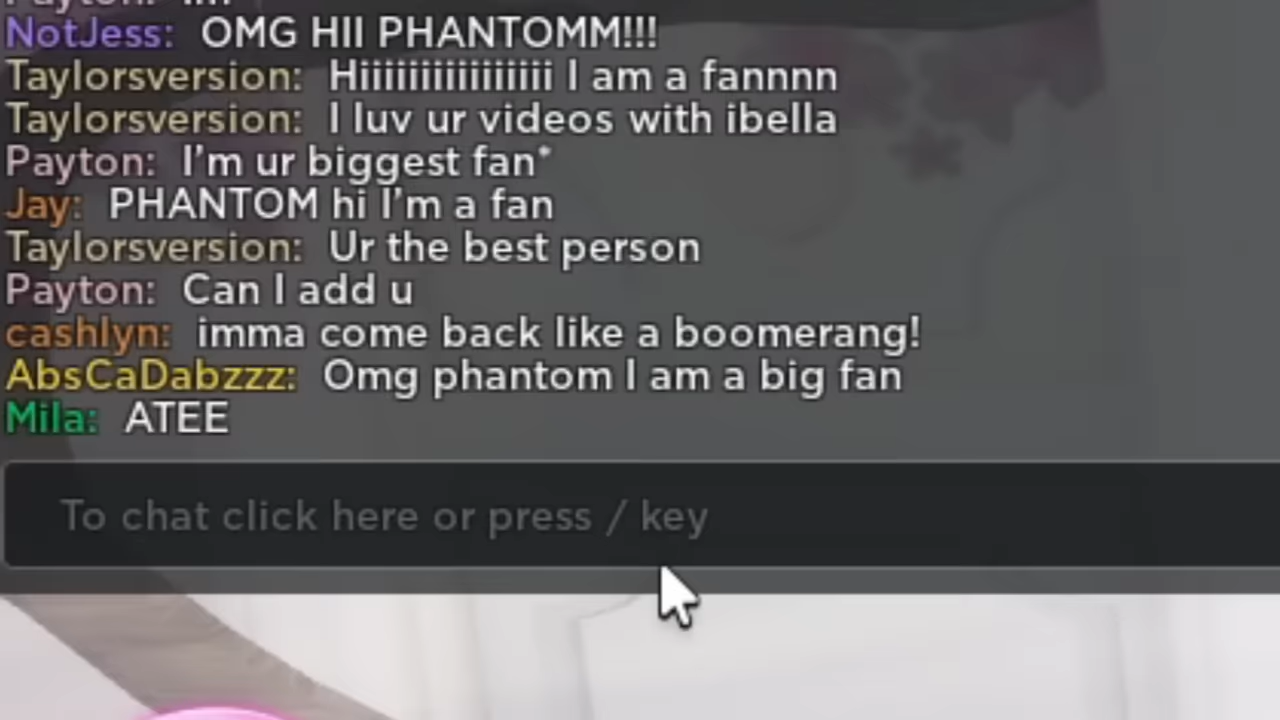 NotJess: OMG HII PHANTOMM!!!
Taylorsversion: Hiiiiiiiiiiiiiiii I am a fannnn
Taylorsversion: I luv ur videos with ibella
Payton: I'm ur biggest fan*
Jay: PHANTOM hi I'm a fan
Taylorsversion: Ur the best person
Payton: Can I add u
cashlyn: imma come back like a boomerang!
AbsCaDabzzz: Omg phantom I am a big fan
Mila: ATEE
To chat click here or press / key